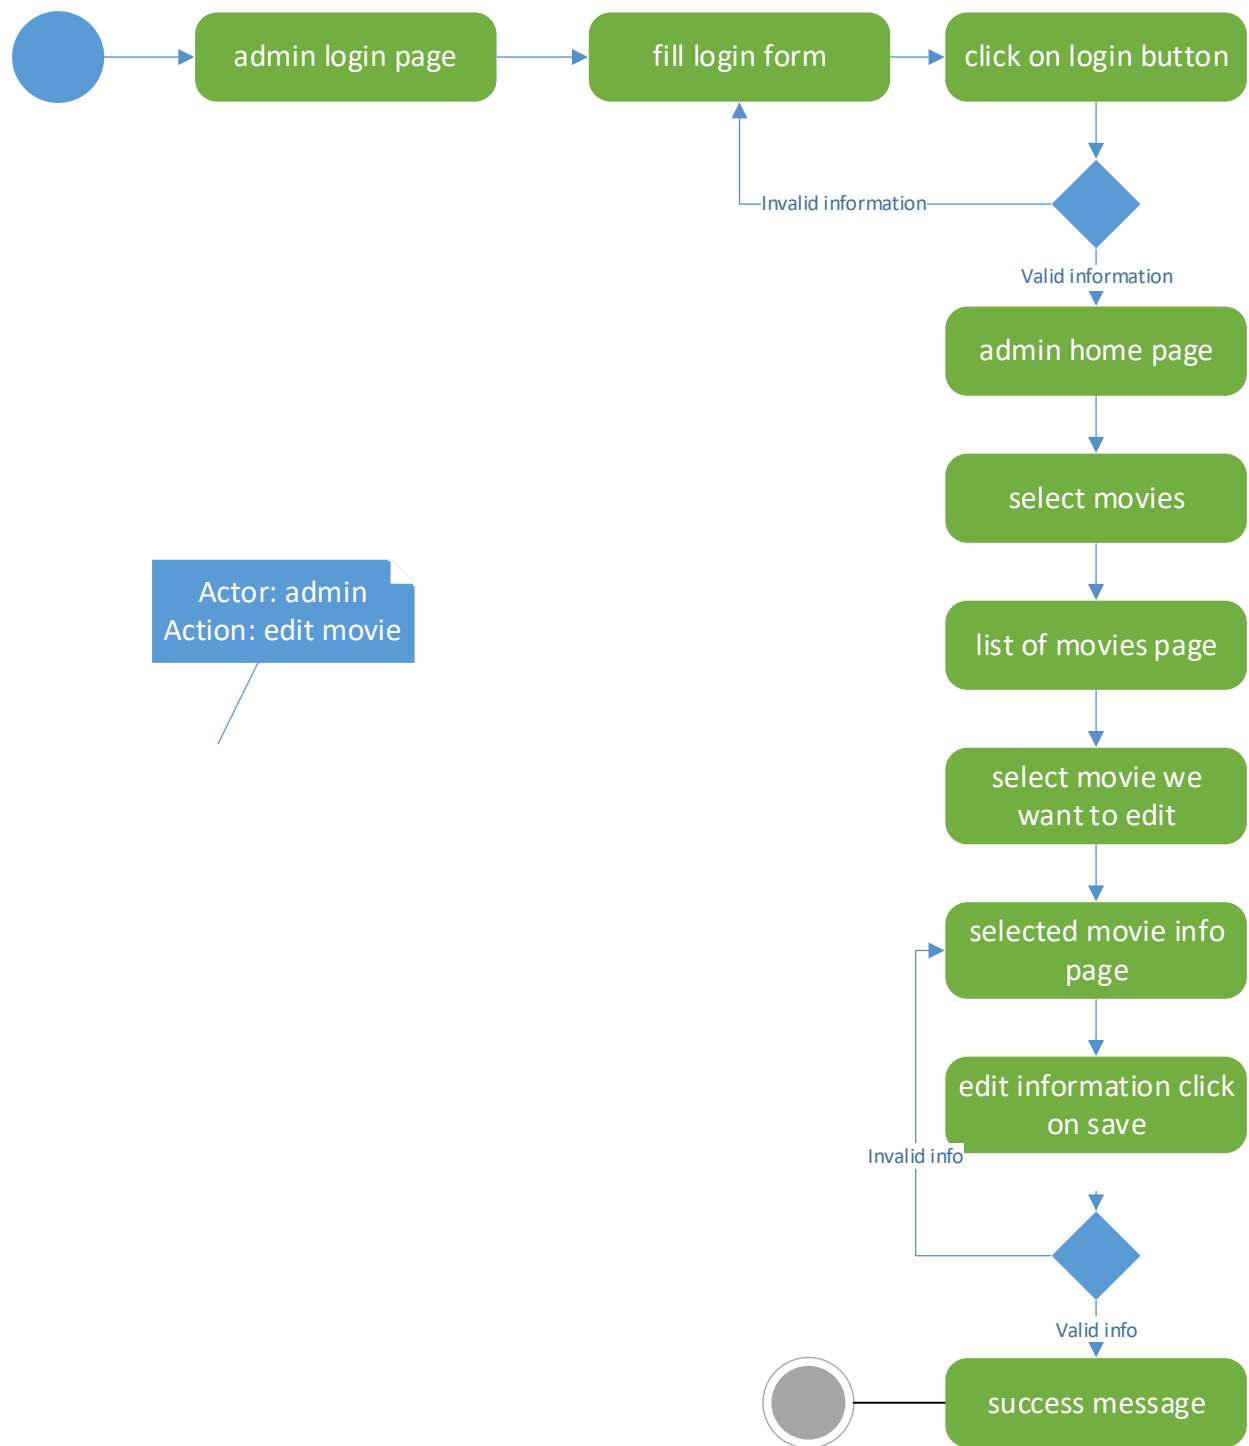 admin login page
fill login form
click on login button
Invalid information
Valid information
admin home page
select movies
Actor: admin
Action: edit movie
list of movies page
select movie we
want to edit
selected movie info
page
edit information click
on save
Invalid info
Valid info
success message